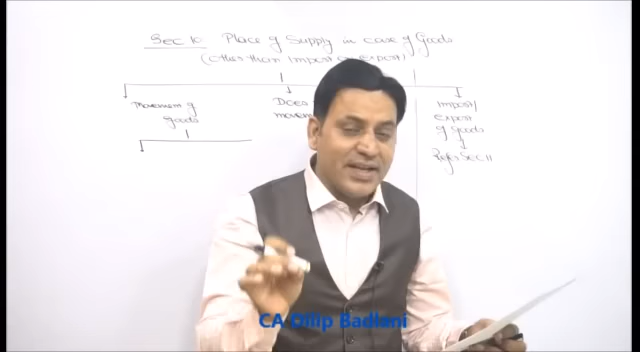 Sec 10 Place of Supply in case of Goods
(Other than Import or Export)
Movement of
Goods
Does
movem
Import/
Export
of Goods
Refer Sec 11
CA Dilip Badlani